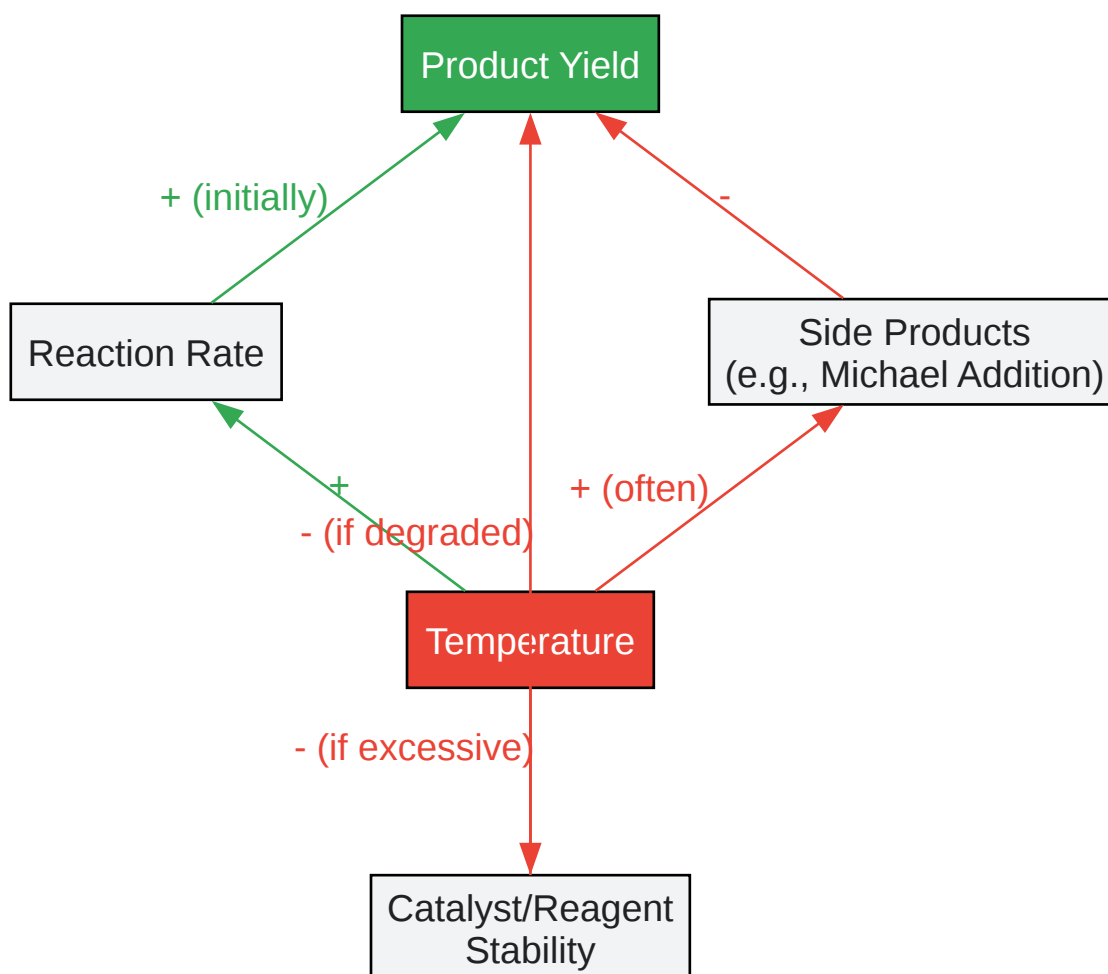 Product Yield
+ (initially)
-
Reaction Rate
Side Products
(e.g., Michael Addition)
+
+ (often)
- (if degraded)
Temperature
- (if excessive)
Catalyst/Reagent
Stability